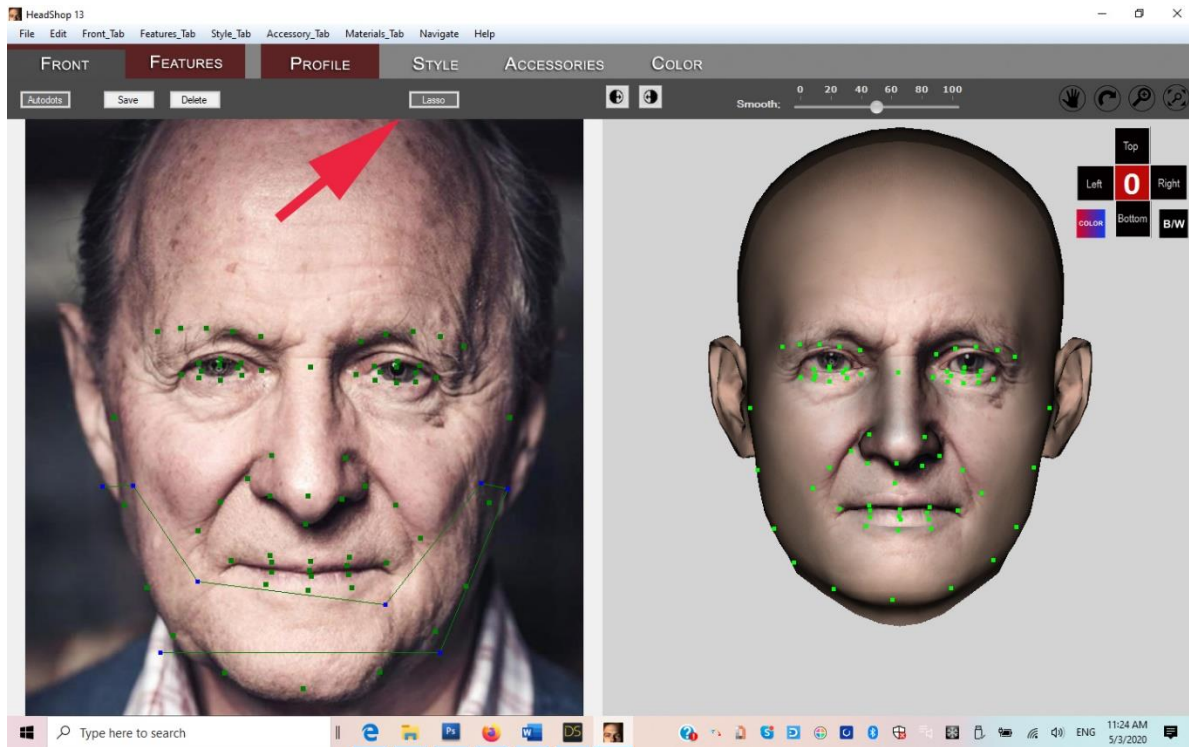 HeadShop 13
File Edit Front_Tab Features_Tab Style_Tab Accessory_Tab Materials_Tab Navigate Help
FRONT FEATURES PROFILE STYLE ACCESSORIES COLOR
Autodots Save Delete Lasso Smooth; 0 20 40 60 80 100
Top
Left 0 Right
COLOR Bottom B/W
Type here to search Ps W DS S ENG 11:24 AM
5/3/2020